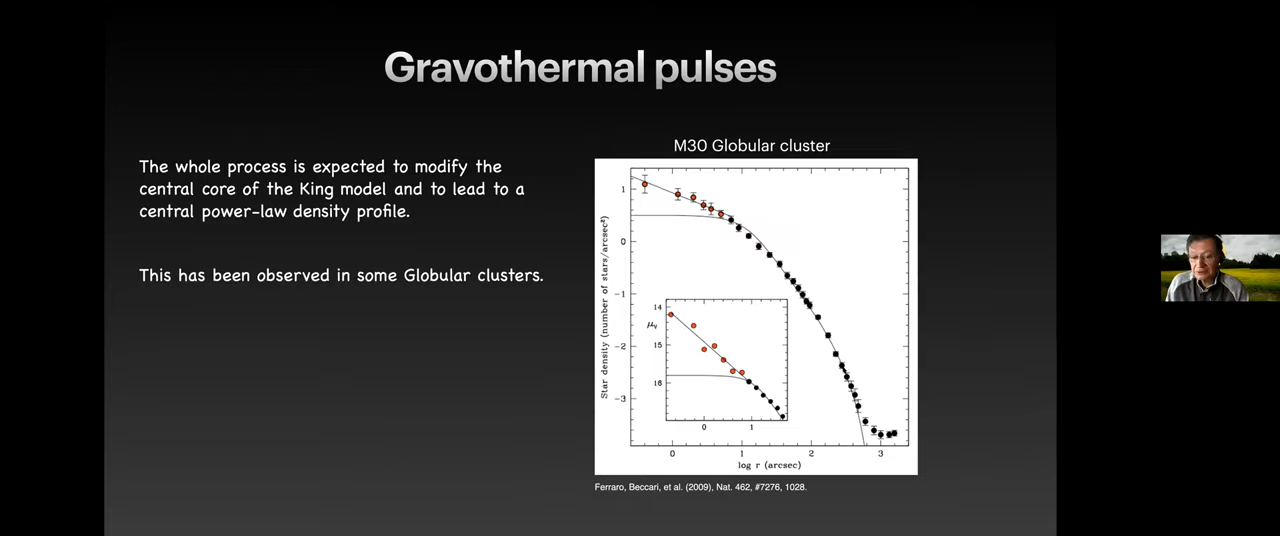 Gravothermal pulses
The whole process is expected to modify the
central core of the King model and to lead to a
central power-law density profile.
This has been observed in some Globular clusters.
M30 Globular cluster
Star density (number of stars/arcsec²)
1
0
−1
−2
−3
μv
14
15
16
0
1
0
1
2
3
log r (arcsec)
Ferraro, Beccari, et al. (2009), Nat. 462, #7276, 1028.